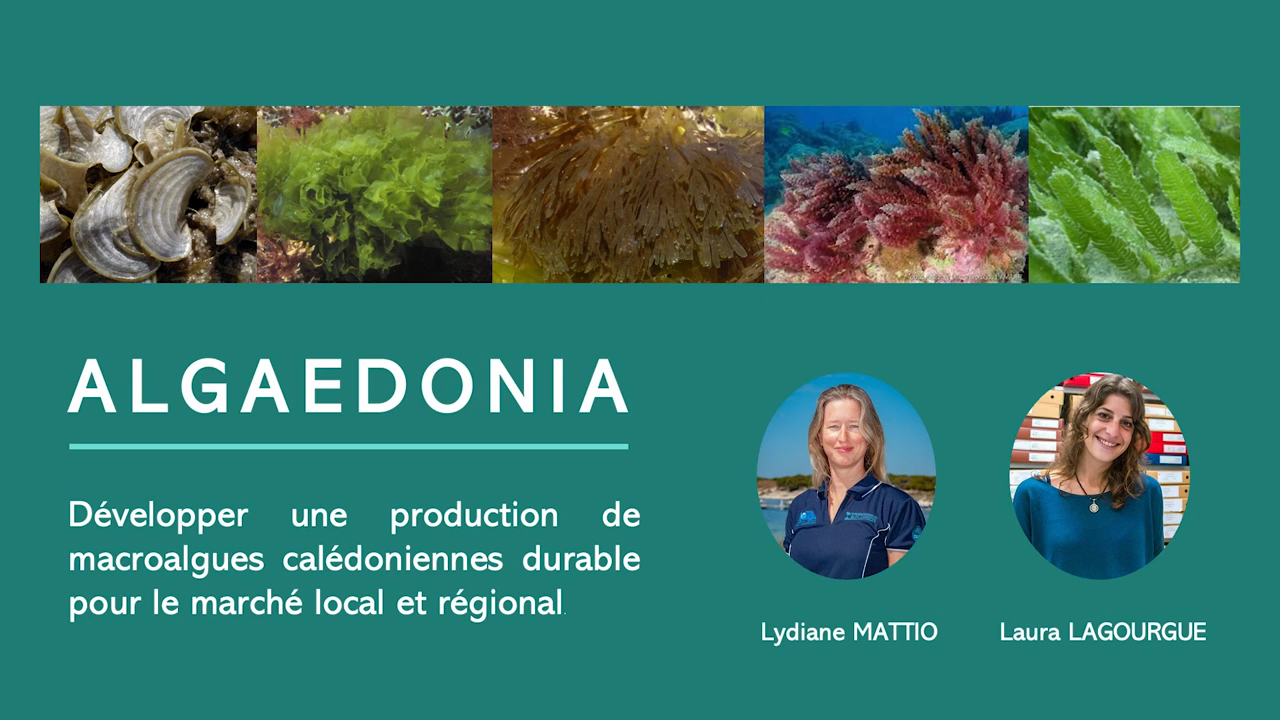 ALGAEDONIA
Développer une production de
macroalgues calédoniennes durable
pour le marché local et régional.
Lydiane MATTIO
Laura LAGOURGUE